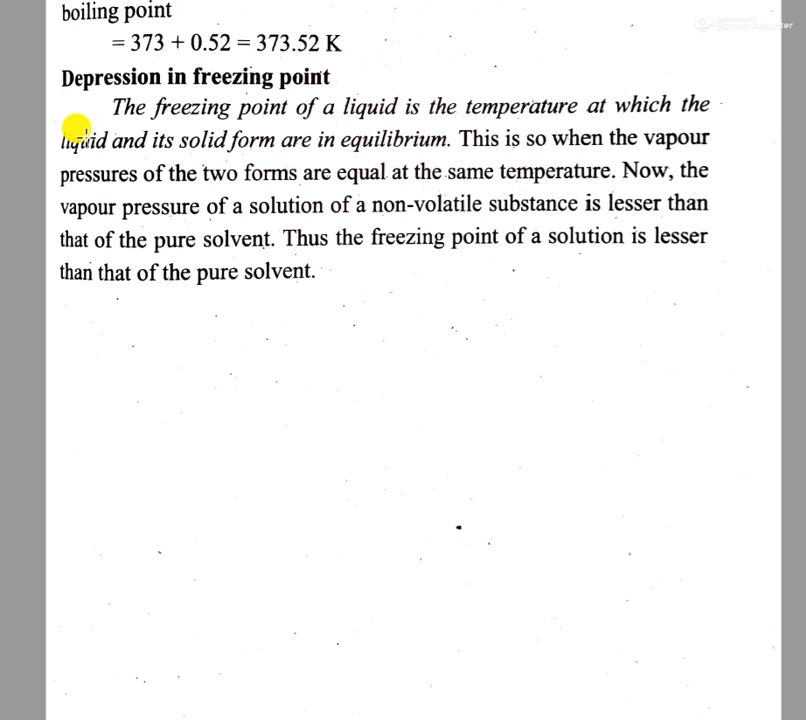 boiling point
= 373 + 0.52 = 373.52 K
Depression in freezing point
The freezing point of a liquid is the temperature at which the
liquid and its solid form are in equilibrium. This is so when the vapour
pressures of the two forms are equal at the same temperature. Now, the
vapour pressure of a solution of a non-volatile substance is lesser than
that of the pure solvent. Thus the freezing point of a solution is lesser
than that of the pure solvent.
Screen Recorder